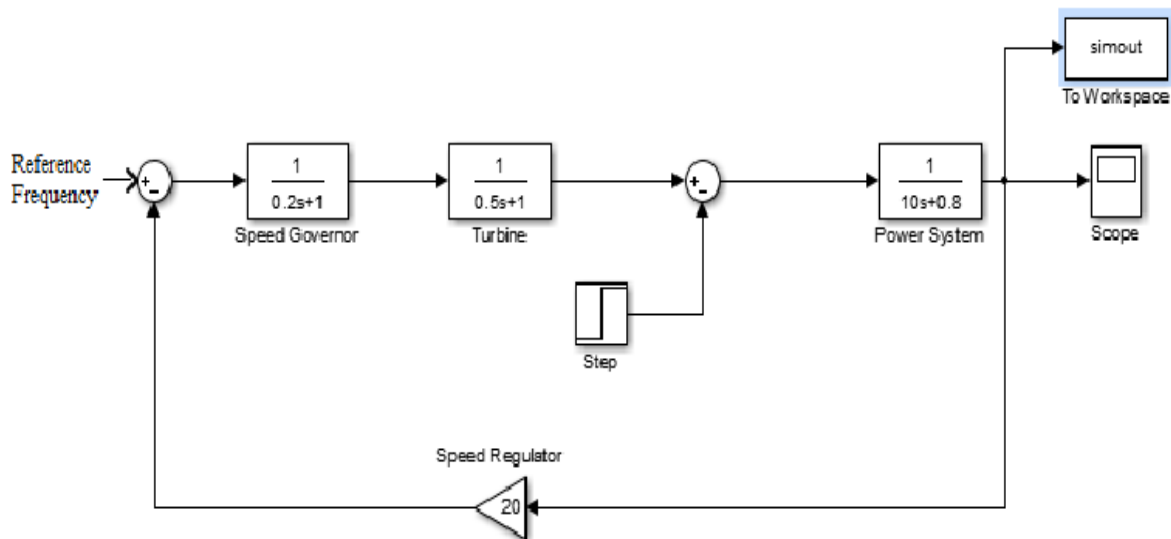 simout
To Workspace
Reference
Frequency
+
-
1
0.2s+1
Speed Governor
1
0.5s+1
Turbine
+
-
1
10s+0.8
Power System
Scope
Step
Speed Regulator
20